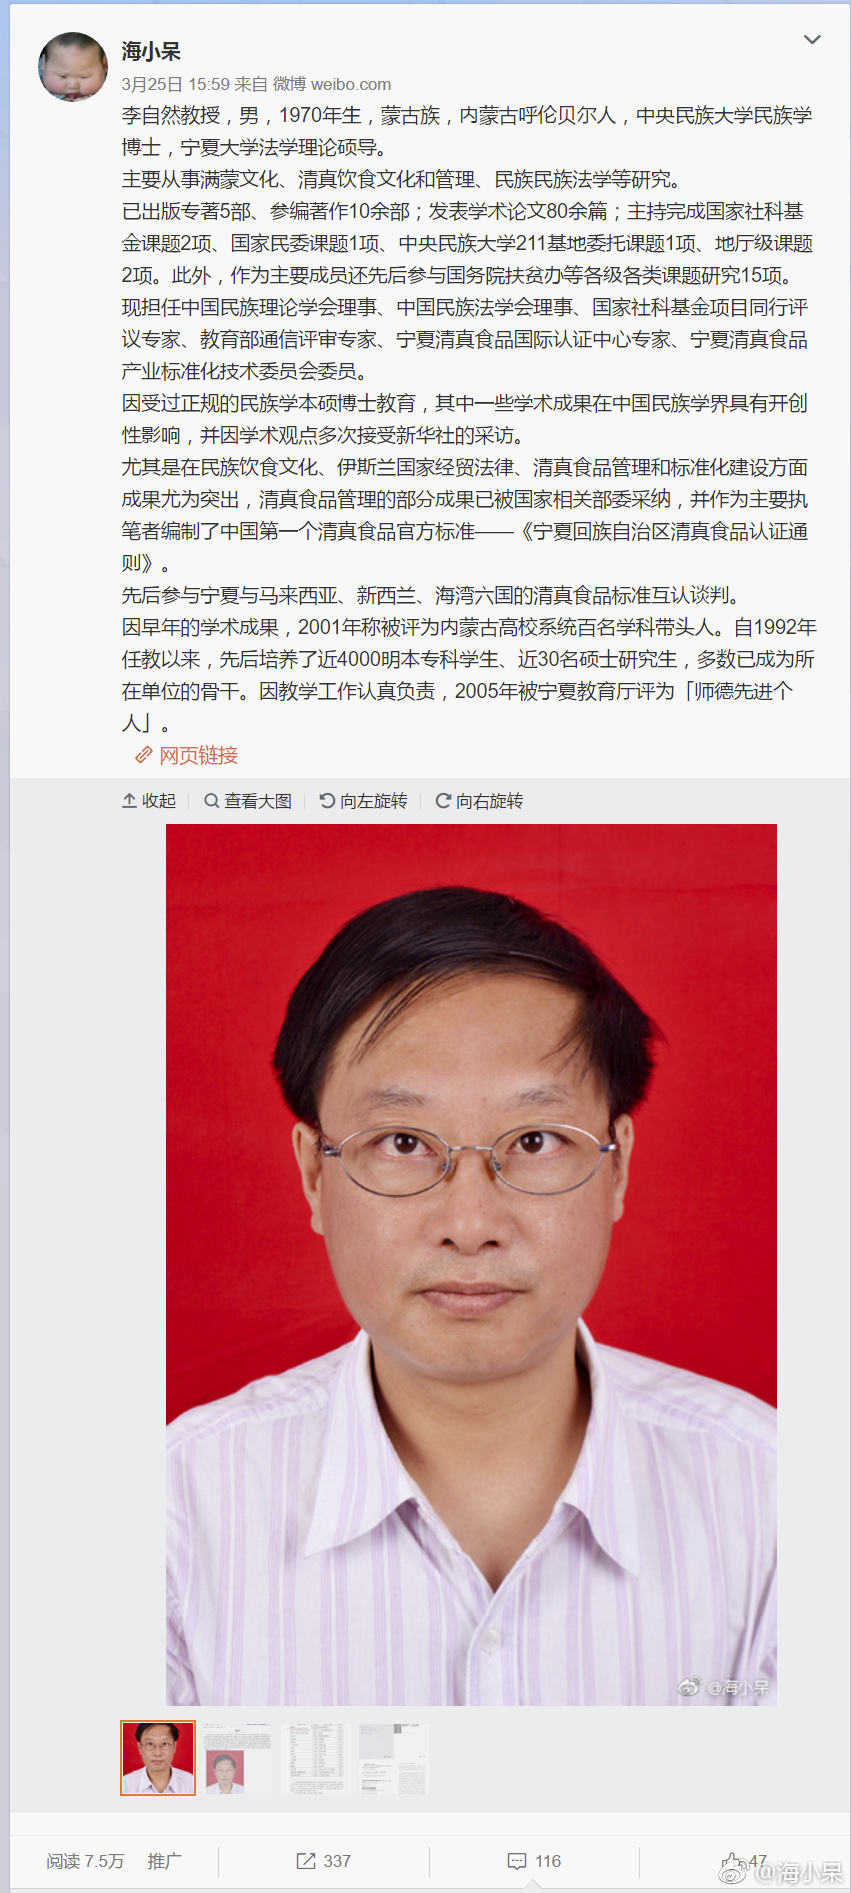 海小呆
3月25日 15:59 来自 微博 weibo.com
李自然教授，男，1970年生，蒙古族，内蒙古呼伦贝尔人，中央民族大学民族学
博士，宁夏大学法学理论硕导。
主要从事满蒙文化、清真饮食文化和管理、民族民族法学等研究。
已出版专著5部、参编著作10余部；发表学术论文80余篇；主持完成国家社科基
金课题2项、国家民委课题1项、中央民族大学211基地委托课题1项、地厅级课题
2项。此外，作为主要成员还先后参与国务院扶贫办等各级各类课题研究15项。
现担任中国民族理论学会理事、中国民族法学会理事、国家社科基金项目同行评
议专家、教育部通信评审专家、宁夏清真食品国际认证中心专家、宁夏清真食品
产业标准化技术委员会委员。
因受过正规的民族学本硕博士教育，其中一些学术成果在中国民族学界具有开创
性影响，并因学术观点多次接受新华社的采访。
尤其是在民族饮食文化、伊斯兰国家经贸法律、清真食品管理和标准化建设方面
成果尤为突出，清真食品管理的部分成果已被国家相关部委采纳，并作为主要执
笔者编制了中国第一个清真食品官方标准——《宁夏回族自治区清真食品认证通
则》。
先后参与宁夏与马来西亚、新西兰、海湾六国的清真食品标准互认谈判。
因早年的学术成果，2001年称被评为内蒙古高校系统百名学科带头人。自1992年
任教以来，先后培养了近4000明本专科学生、近30名硕士研究生，多数已成为所
在单位的骨干。因教学工作认真负责，2005年被宁夏教育厅评为「师德先进个
人」。
网页链接
收起 查看大图 向左旋转 向右旋转
@海小呆
阅读 7.5万 推广 337 116 47
@海小呆